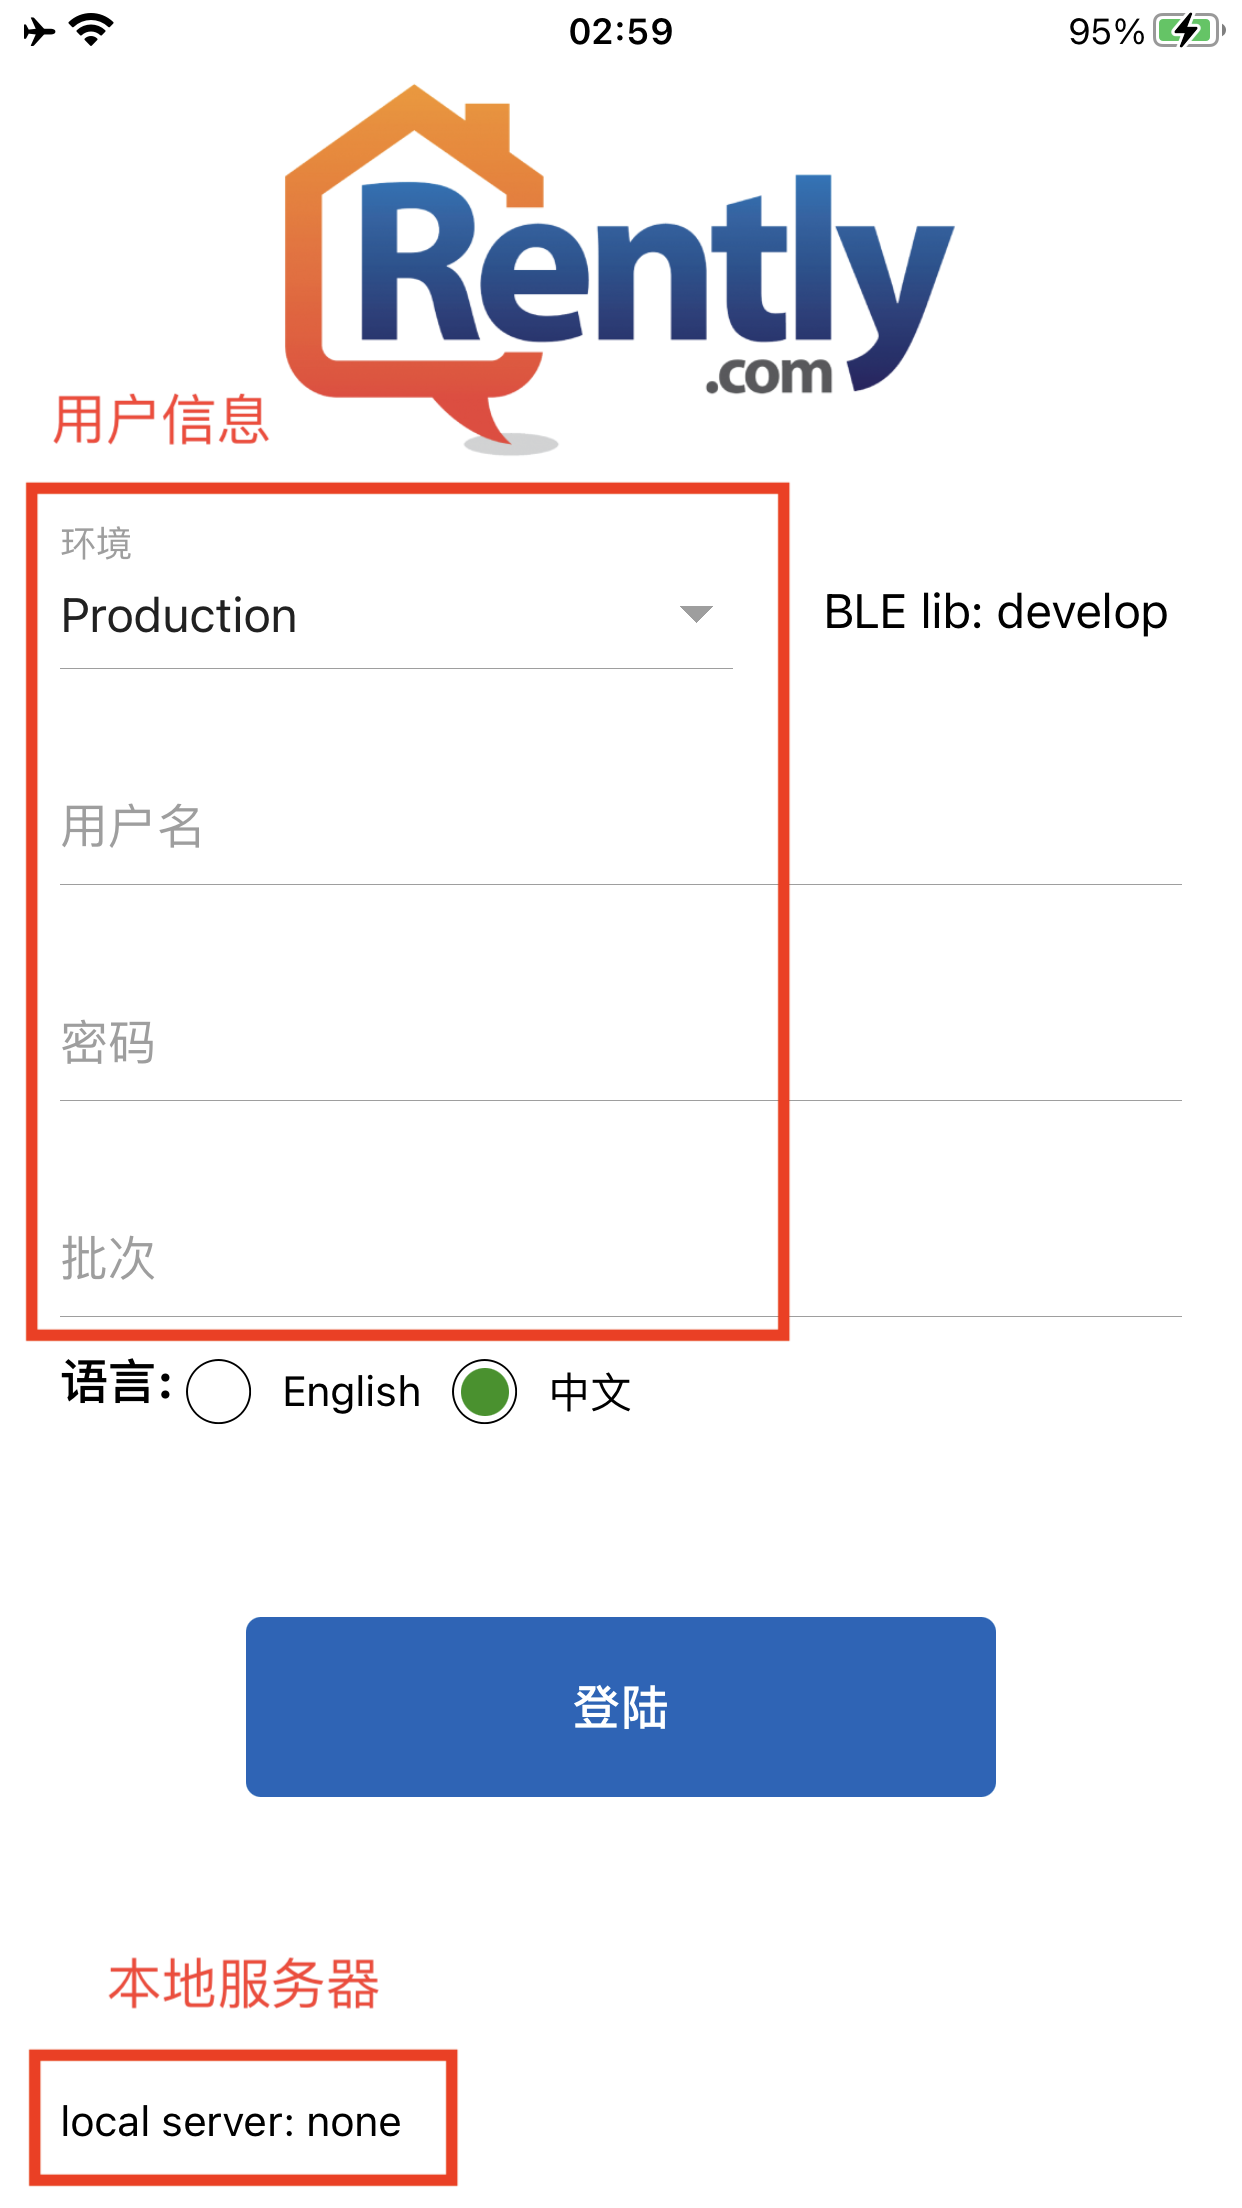 02:59
95%
Rently
.com
用户信息
环境
Production
BLE lib: develop
用户名
密码
批次
语言: English 中文
登陆
本地服务器
local server: none